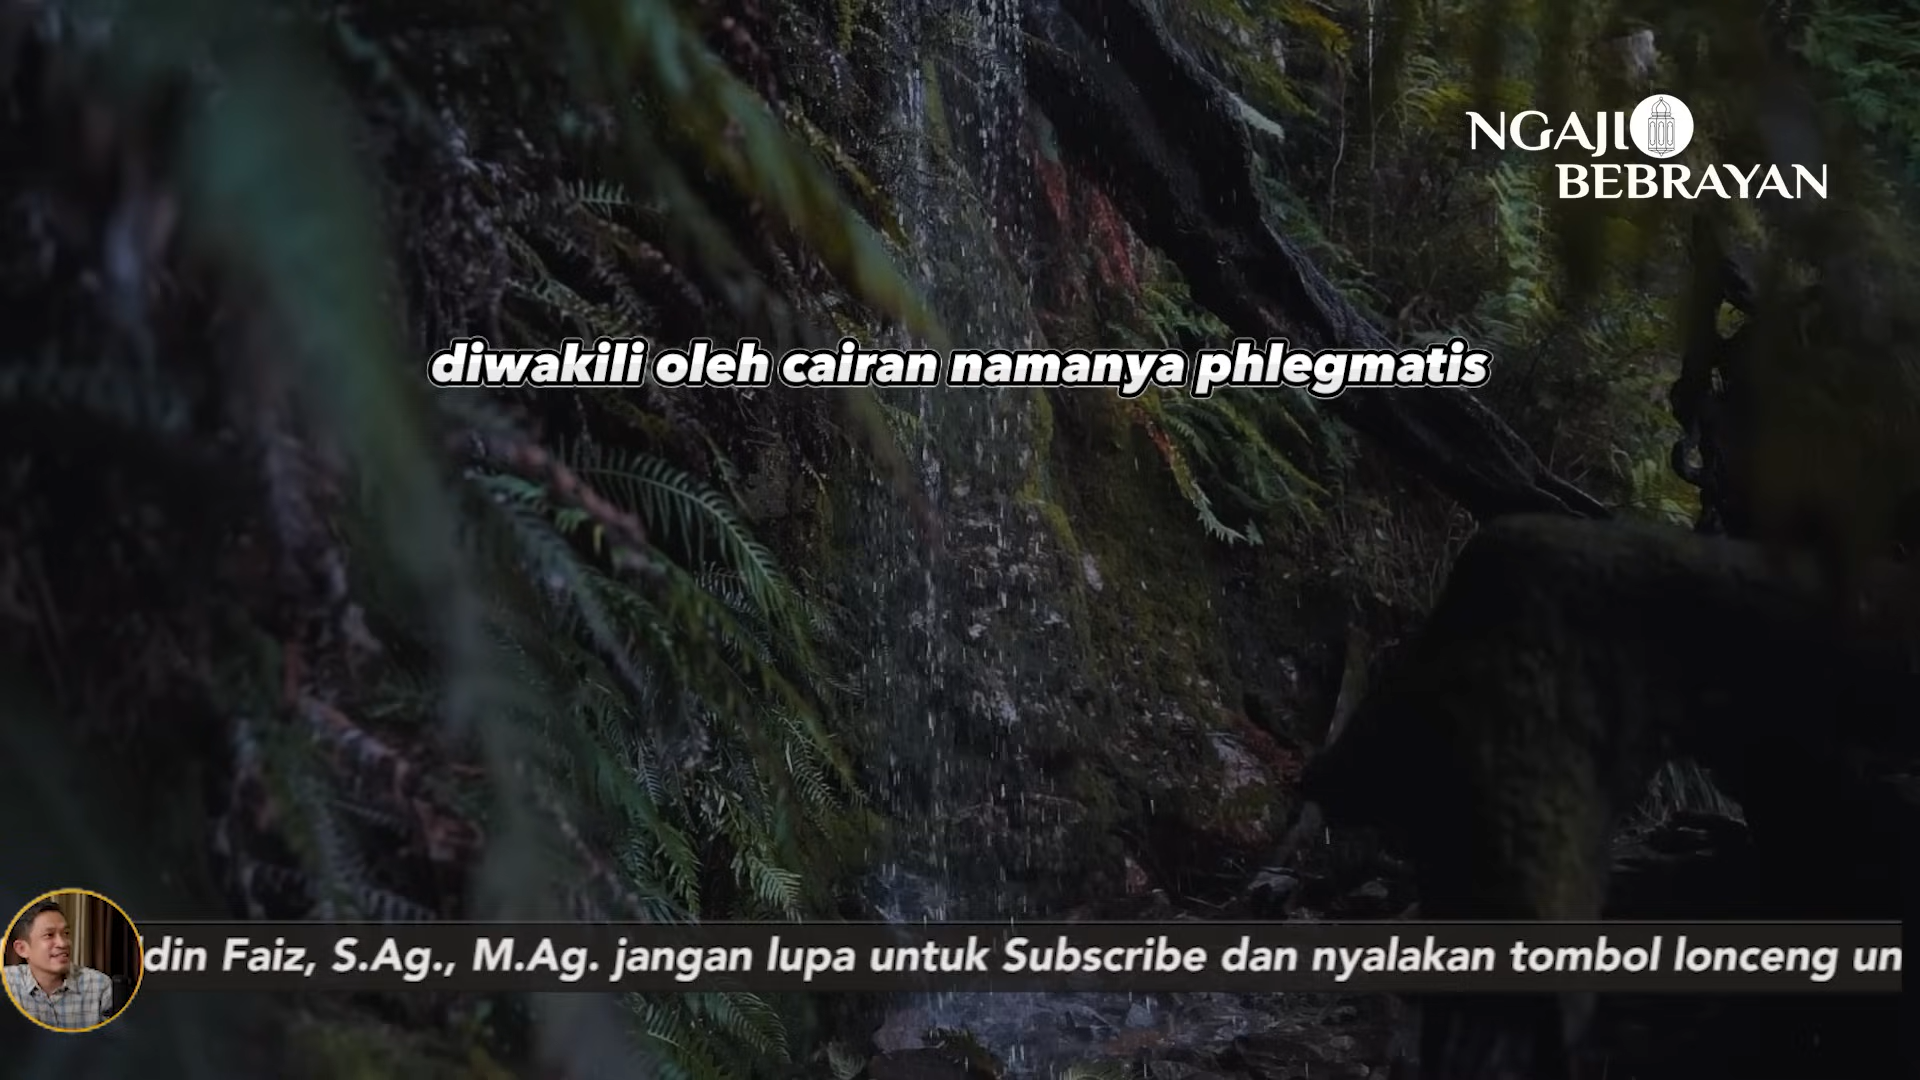 NGAJI
BEBRAYAN
diwakili oleh cairan namanya phlegmatis
din Faiz, S.Ag., M.Ag. jangan lupa untuk Subscribe dan nyalakan tombol lonceng un